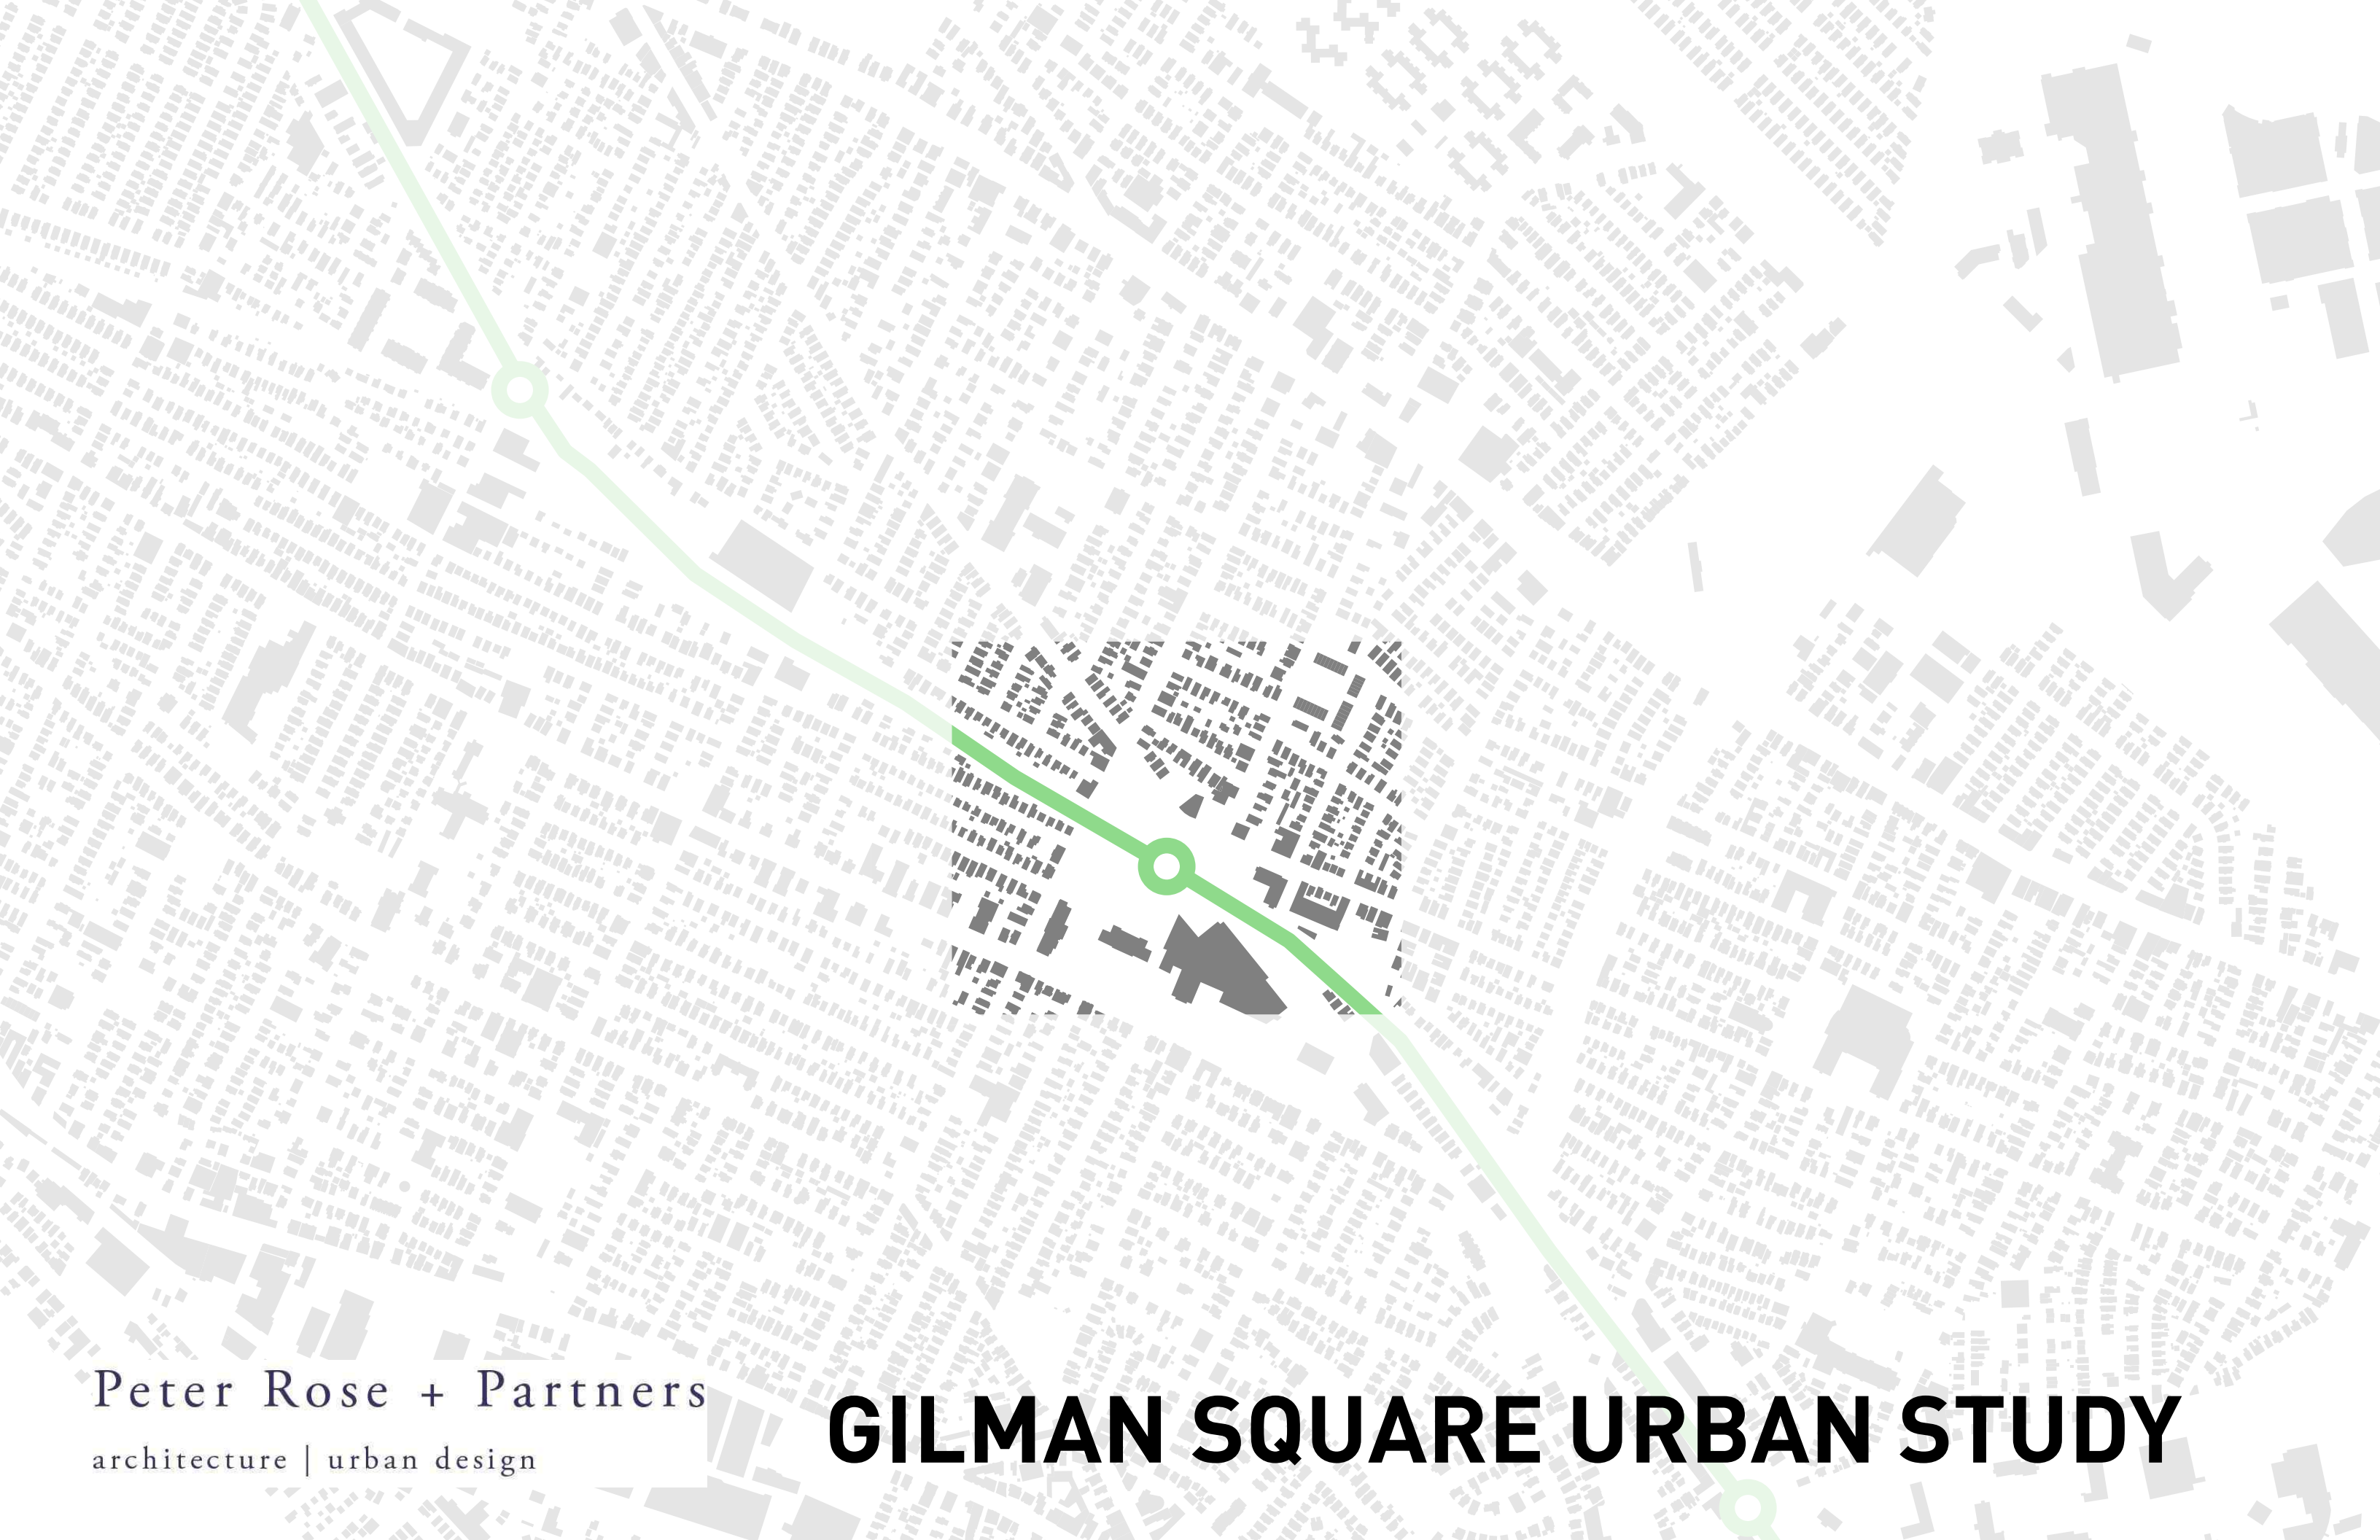 Peter Rose + Partners
architecture | urban design
GILMAN SQUARE URBAN STUDY